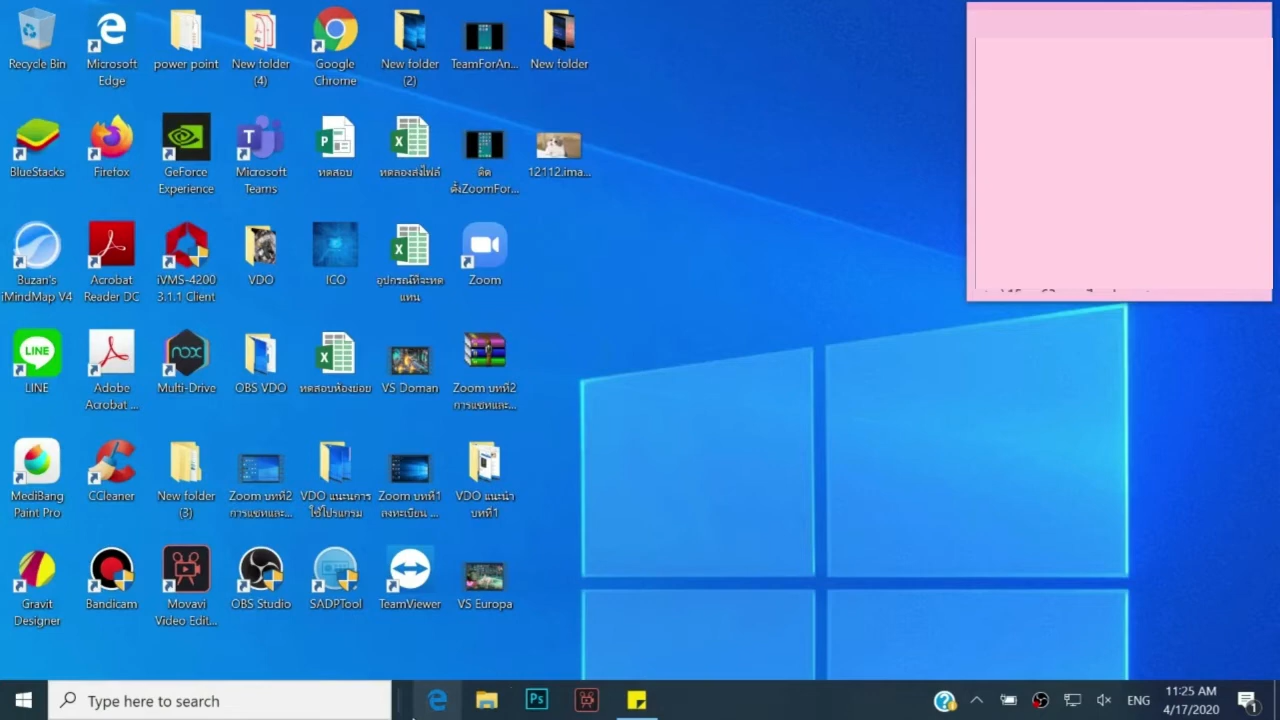 Recycle Bin
Microsoft
Edge
power point
New folder
(4)
Google
Chrome
New folder
(2)
TeamForAn...
New folder
BlueStacks
Firefox
GeForce
Experience
Microsoft
Teams
ทดสอบ
ทดลองส่งไฟล์
ติด
ตั้งZoomFor...
12112.ima...
Buzan's
iMindMap V4
Acrobat
Reader DC
iVMS-4200
3.1.1 Client
VDO
ICO
อุปกรณ์ที่จะทด
แทน
Zoom
LINE
Adobe
Acrobat ...
Multi-Drive
OBS VDO
ทดสอบห้องย่อย
VS Doman
Zoom บทที่2
การแชทและ...
MediBang
Paint Pro
CCleaner
New folder
(3)
Zoom บทที่2
การแชทและ...
VDO แนะนการ
ใช้โปรแกรม
Zoom บทที่1
ลงทะเบียน ...
VDO แนะนำ
บทที่1
Gravit
Designer
Bandicam
Movavi
Video Edit...
OBS Studio
SADPTool
TeamViewer
VS Europa
Type here to search
Ps
ENG
11:25 AM
4/17/2020
1